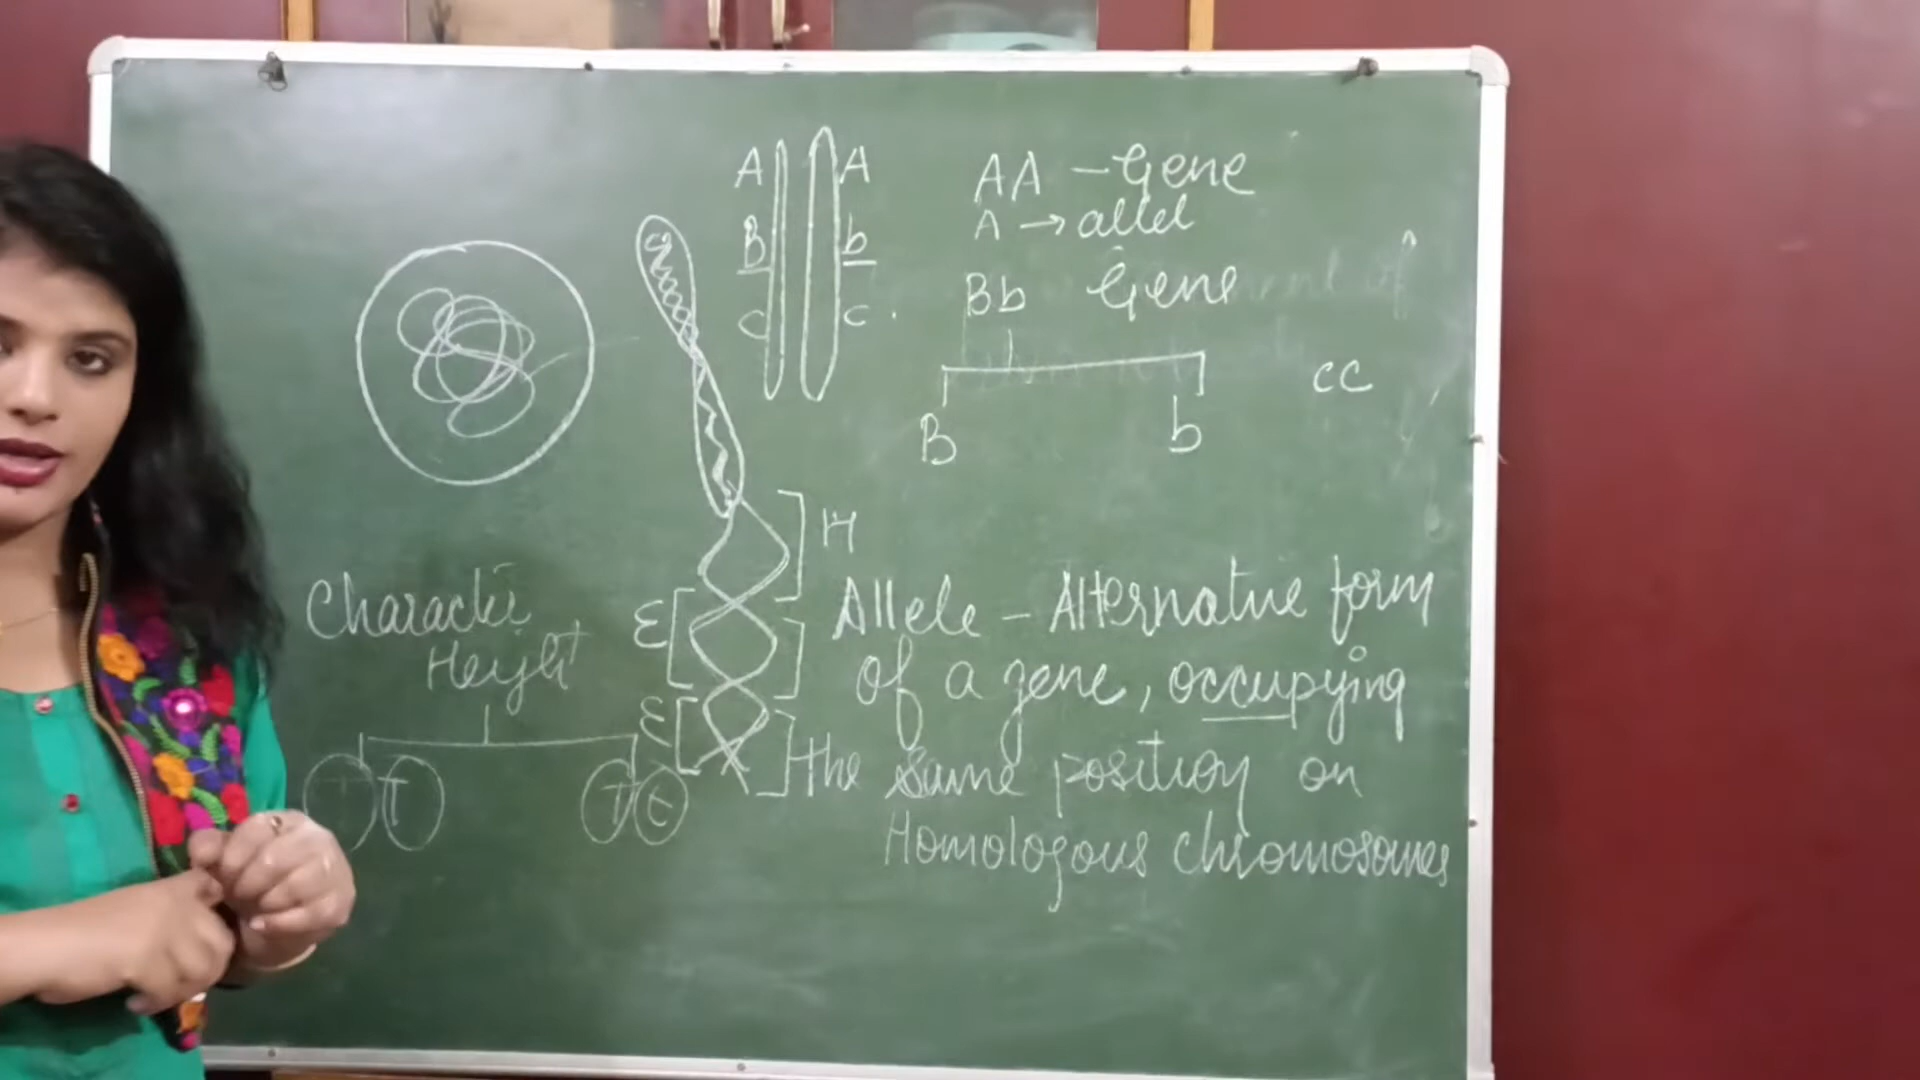 A A
B b
C C .
AA – Gene
A → allel
Bb Gene
B b
CC
H
E
E
Character
Height
T T T t
Allele – Alternative form
of a gene, occupying
the same position on
Homologous chromosomes